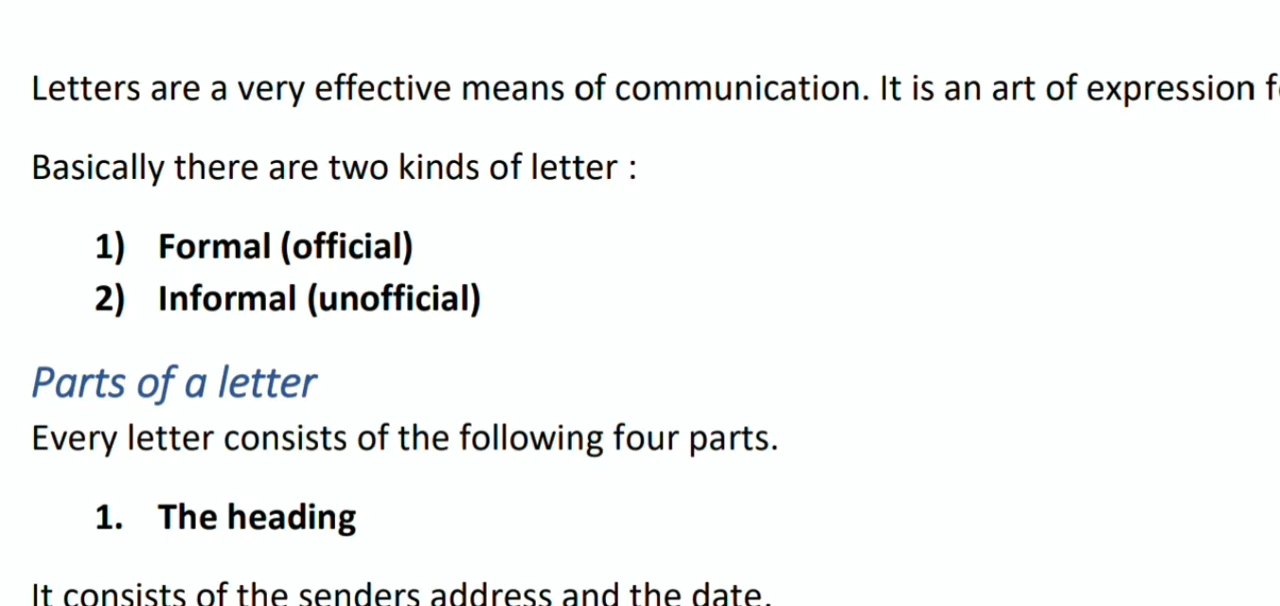 Letters are a very effective means of communication. It is an art of expression
Basically there are two kinds of letter :
1) Formal (official)
2) Informal (unofficial)
Parts of a letter
Every letter consists of the following four parts.
1. The heading
It consists of the senders address and the date.